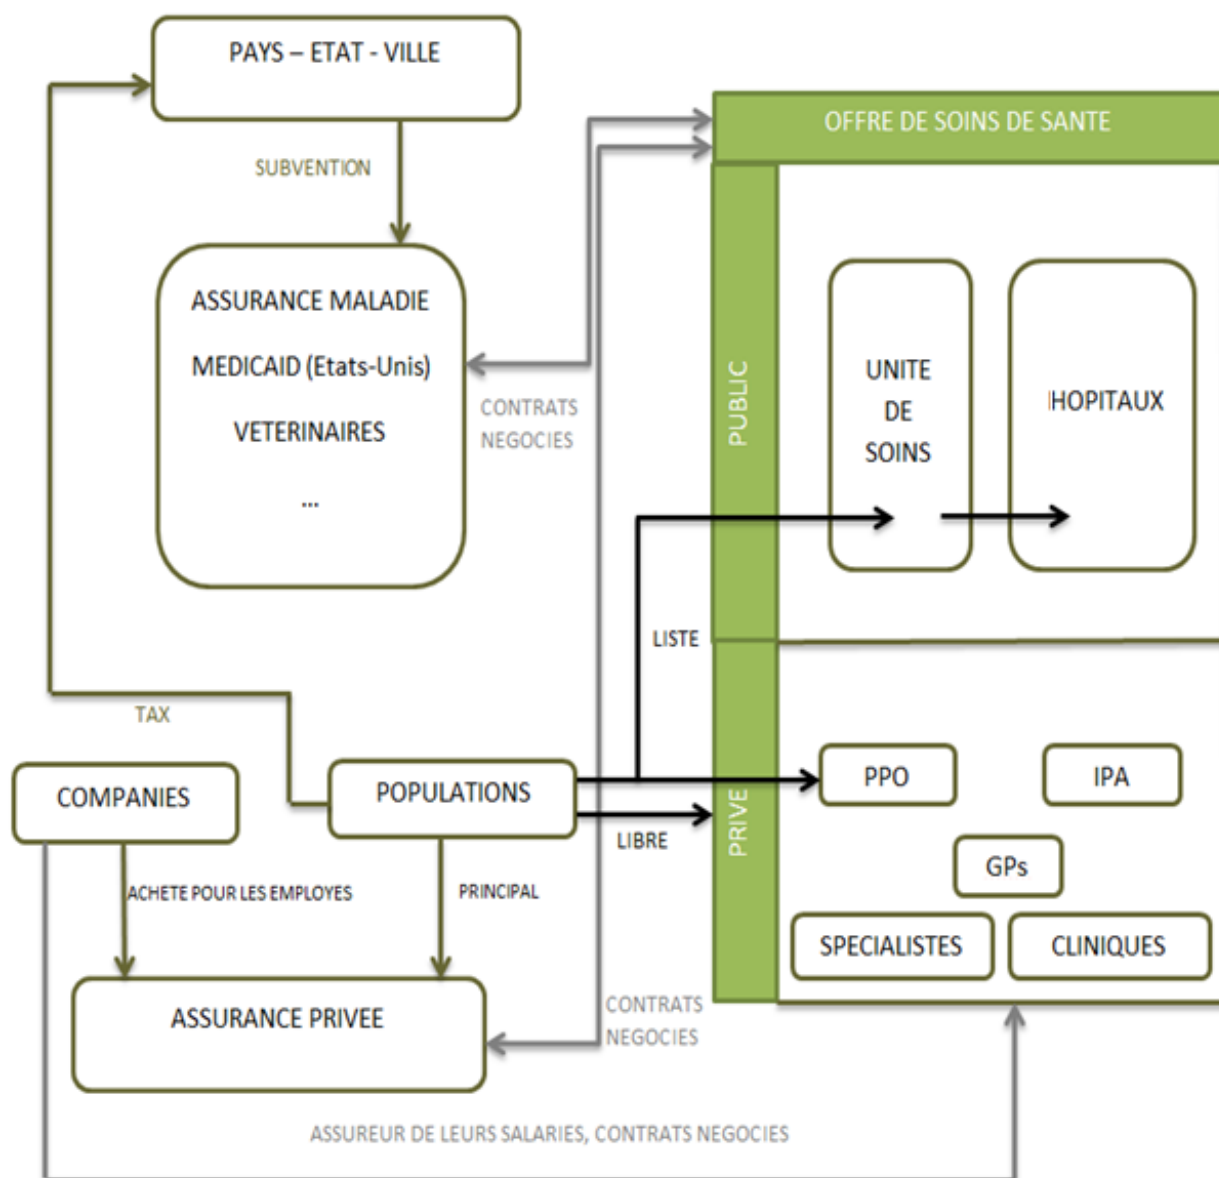 PAYS – ETAT - VILLE
OFFRE DE SOINS DE SANTE
SUBVENTION
ASSURANCE MALADIE
MEDICAID (Etats-Unis)
VETERINAIRES
...
CONTRATS
NEGOCIES
PUBLIC
UNITE
DE
SOINS
HOPITAUX
LISTE
TAX
COMPANIES
POPULATIONS
LIBRE
PRIVE
PPO
IPA
GPs
SPECIALISTES
CLINIQUES
ACHETE POUR LES EMPLOYES
PRINCIPAL
ASSURANCE PRIVEE
CONTRATS
NEGOCIES
ASSUREUR DE LEURS SALARIES, CONTRATS NEGOCIES